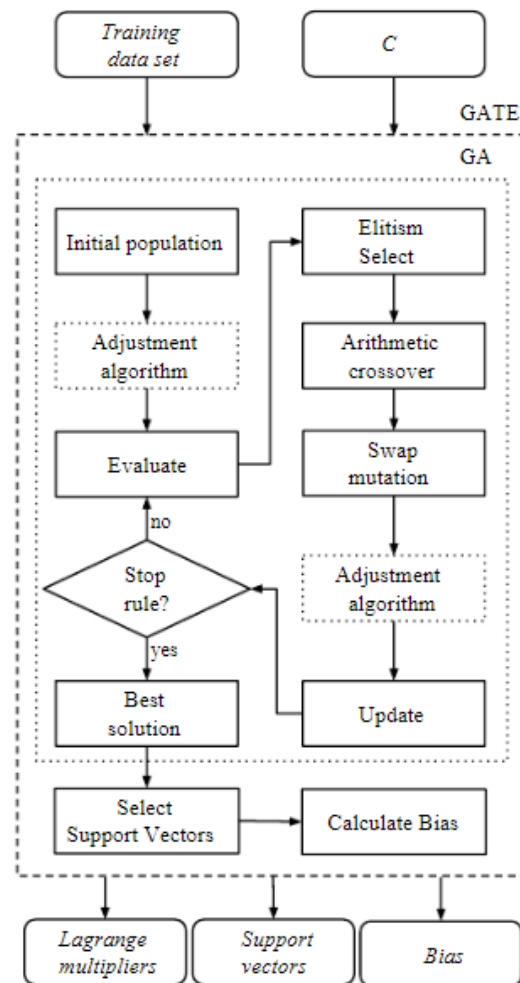 Training
data set
C
GATE
GA
Initial population
Elitism
Select
Adjustment
algorithm
Arithmetic
crossover
Evaluate
Swap
mutation
no
Stop
rule?
Adjustment
algorithm
yes
Best
solution
Update
Select
Support Vectors
Calculate Bias
Lagrange
multipliers
Support
vectors
Bias